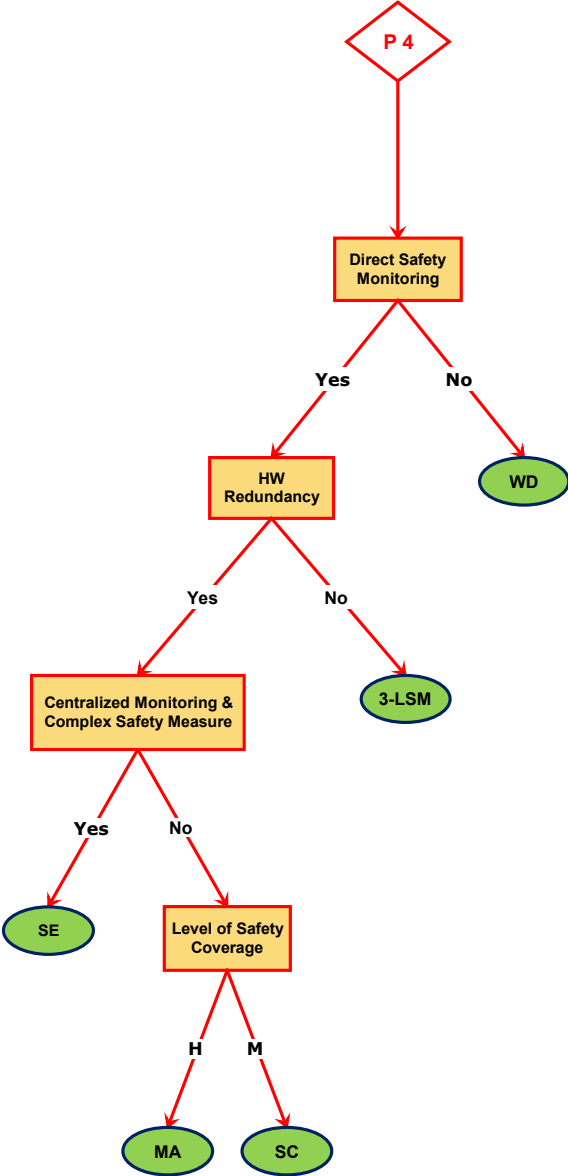 P 4
Direct Safety
Monitoring
Yes
No
HW
Redundancy
WD
Yes
No
Centralized Monitoring &
Complex Safety Measure
3-LSM
Yes
No
SE
Level of Safety
Coverage
H
M
MA
SC